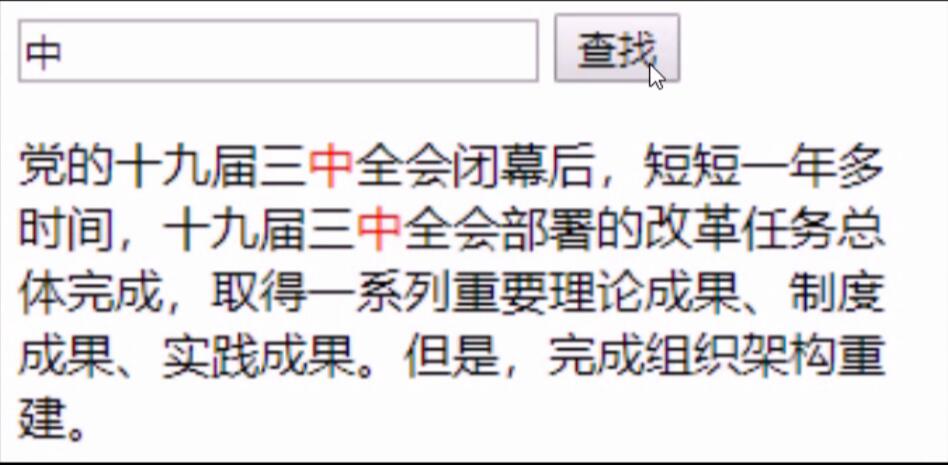 中 查找
党的十九届三中全会闭幕后，短短一年多
时间，十九届三中全会部署的改革任务总
体完成，取得一系列重要理论成果、制度
成果、实践成果。但是，完成组织架构重
建。